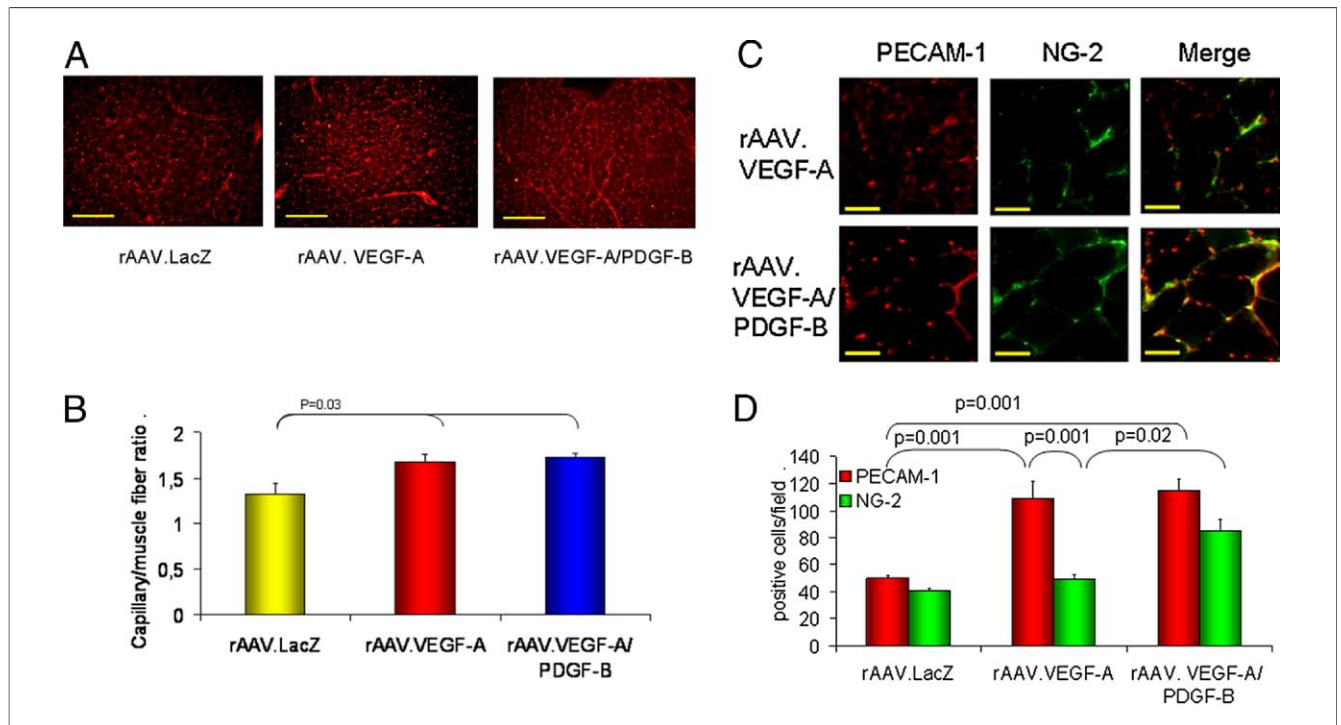 A
rAAV.LacZ
rAAV. VEGF-A
rAAV.VEGF-A/PDGF-B
B
P=0.03
Capillary/muscle fiber ratio .
2
1,5
1
0,5
0
rAAV.LacZ
rAAV.VEGF-A
rAAV.VEGF-A/
PDGF-B
C
PECAM-1
NG-2
Merge
rAAV.
VEGF-A
rAAV.
VEGF-A/
PDGF-B
D
p=0.001
p=0.001
p=0.001
p=0.02
positive cells/field .
140
120
100
80
60
40
20
0
PECAM-1
NG-2
rAAV.LacZ
rAAV.VEGF-A
rAAV. VEGF-A/
PDGF-B